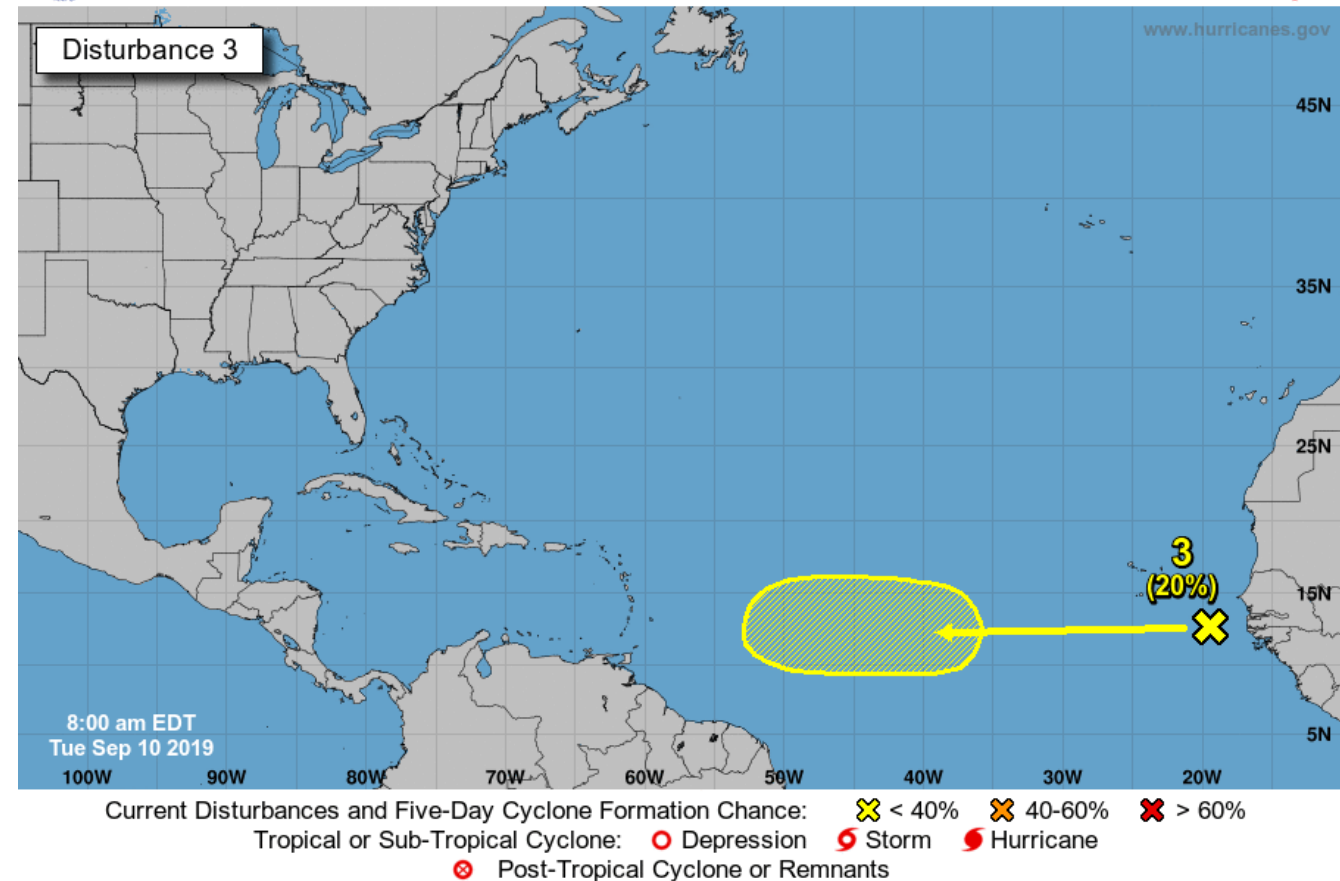 Disturbance 3
www.hurricanes.gov
45N
35N
25N
3
(20%)
15N
8:00 am EDT
Tue Sep 10 2019
5N
100W 90W 80W 70W 60W 50W 40W 30W 20W
Current Disturbances and Five-Day Cyclone Formation Chance: < 40% 40-60% > 60%
Tropical or Sub-Tropical Cyclone: Depression Storm Hurricane
Post-Tropical Cyclone or Remnants